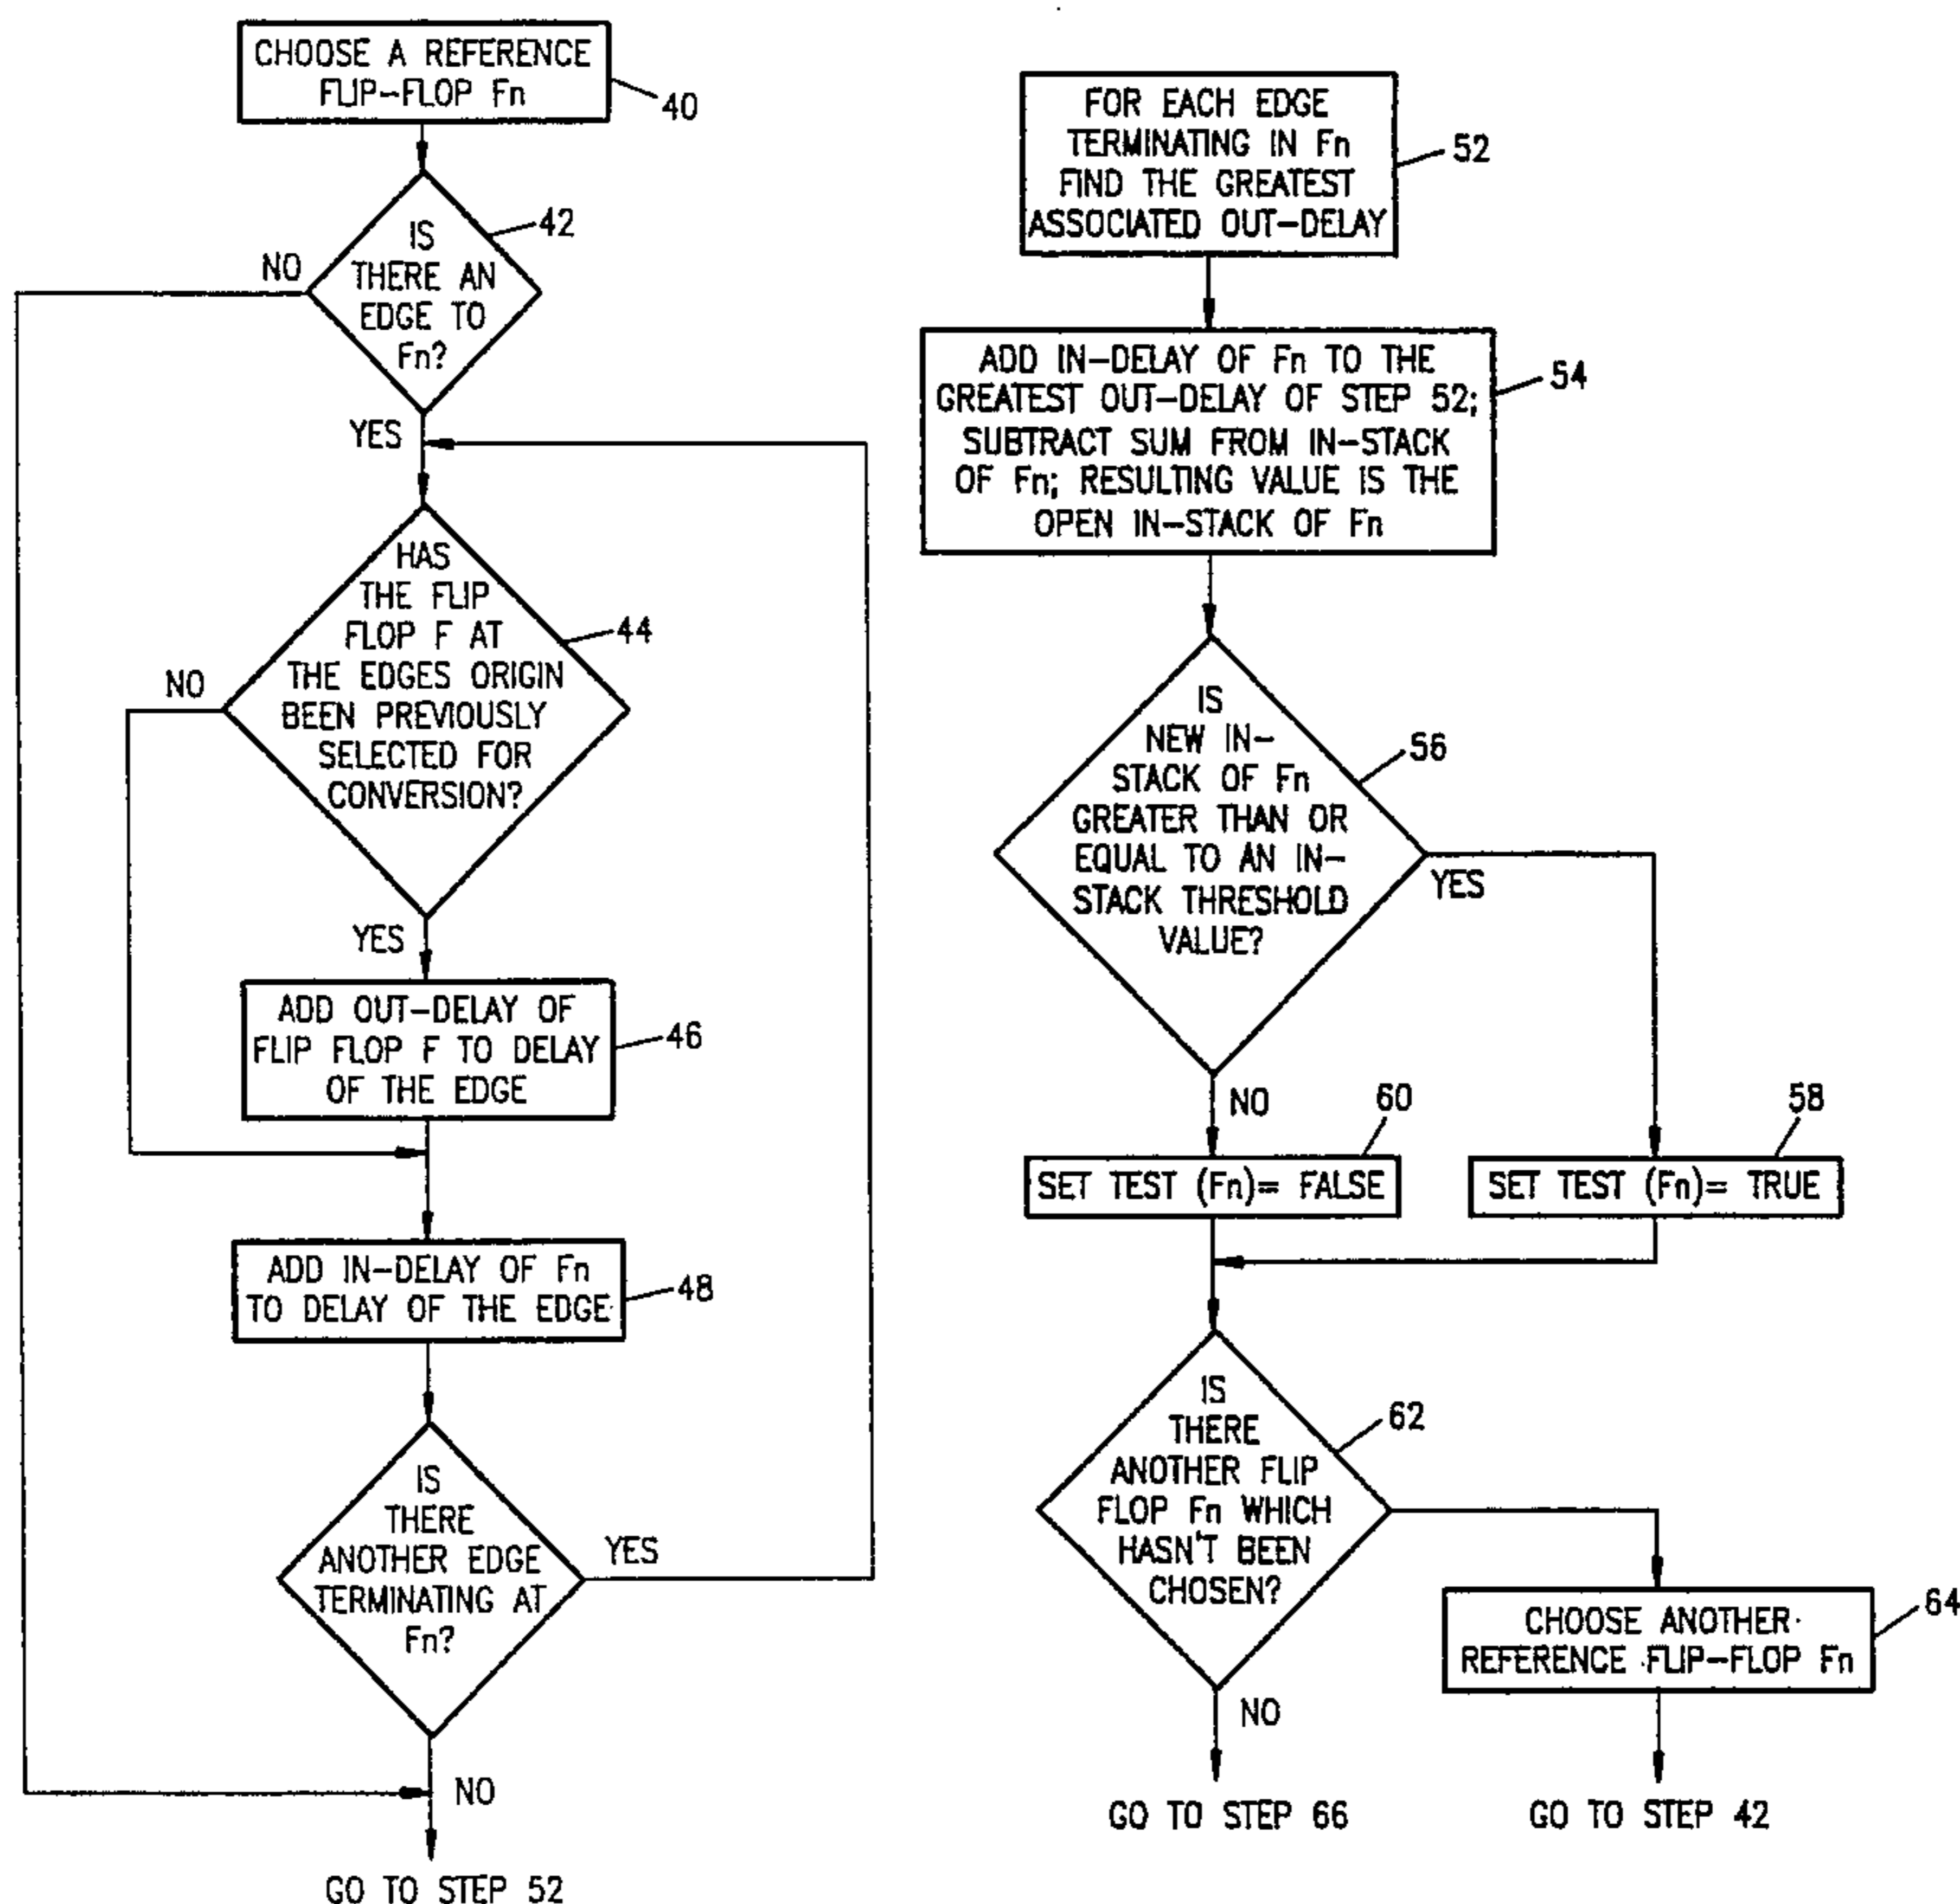 CHOOSE A REFERENCE
FLIP-FLOP Fn
40
IS
THERE AN
EDGE TO
Fn?
42
NO
YES
HAS
THE FLIP
FLOP F AT
THE EDGES ORIGIN
BEEN PREVIOUSLY
SELECTED FOR
CONVERSION?
44
NO
YES
ADD OUT-DELAY OF
FLIP FLOP F TO DELAY
OF THE EDGE
46
ADD IN-DELAY OF Fn
TO DELAY OF THE EDGE
48
IS
THERE
ANOTHER EDGE
TERMINATING AT
Fn?
YES
NO
GO TO STEP 52
FOR EACH EDGE
TERMINATING IN Fn
FIND THE GREATEST
ASSOCIATED OUT-DELAY
52
ADD IN-DELAY OF Fn TO THE
GREATEST OUT-DELAY OF STEP 52;
SUBTRACT SUM FROM IN-STACK
OF Fn; RESULTING VALUE IS THE
OPEN IN-STACK OF Fn
54
IS
NEW IN-
STACK OF Fn
GREATER THAN OR
EQUAL TO AN IN-
STACK THRESHOLD
VALUE?
56
YES
NO
60
SET TEST (Fn)= FALSE
58
SET TEST (Fn)= TRUE
IS
THERE
ANOTHER FLIP
FLOP Fn WHICH
HASN'T BEEN
CHOSEN?
62
NO
CHOOSE ANOTHER
REFERENCE FLIP-FLOP Fn
64
GO TO STEP 66
GO TO STEP 42